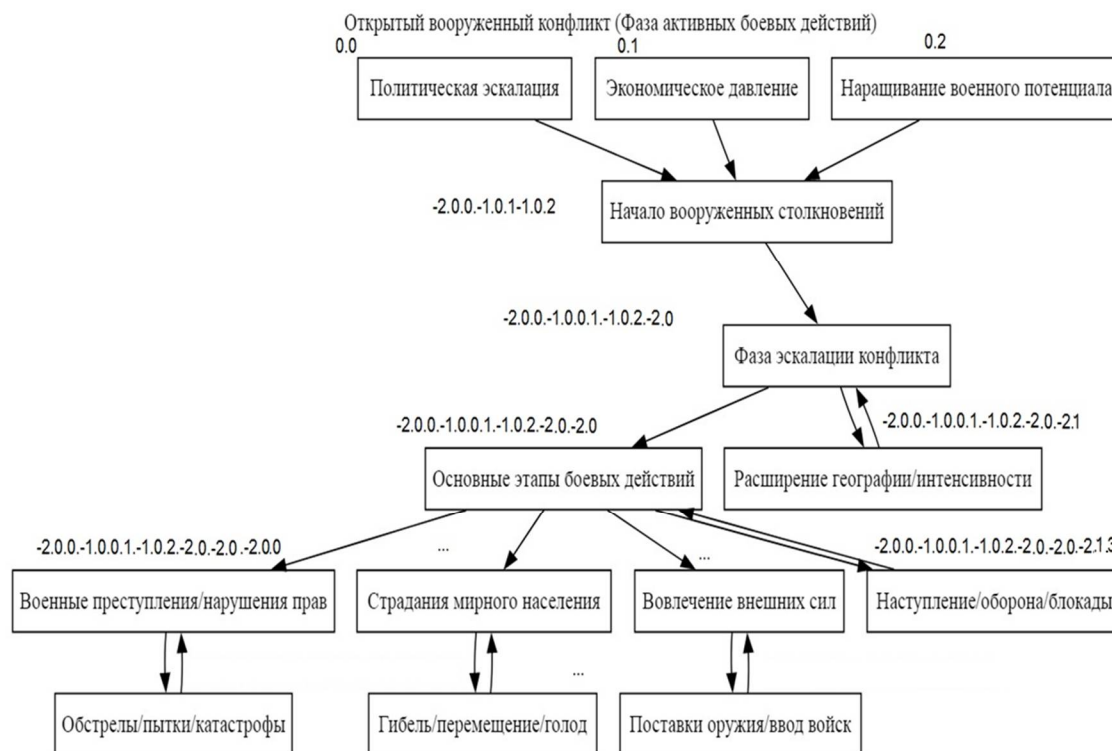 Открытый вооруженный конфликт (Фаза активных боевых действий)
0.0
0.1
0.2
Политическая эскалация
Экономическое давление
Наращивание военного потенциала
-2.0.0.-1.0.1-1.0.2
Начало вооруженных столкновений
-2.0.0.-1.0.0.1.-1.0.2.-2.0
Фаза эскалации конфликта
-2.0.0.-1.0.0.1.-1.0.2.-2.0.-2.0
-2.0.0.-1.0.0.1.-1.0.2.-2.0.-2.1
Основные этапы боевых действий
Расширение географии/интенсивности
-2.0.0.-1.0.0.1.-1.0.2.-2.0.-2.0.-2.0.0
...
...
-2.0.0.-1.0.0.1.-1.0.2.-2.0.-2.0.-2.1.3
Военные преступления/нарушения прав
Страдания мирного населения
Вовлечение внешних сил
Наступление/оборона/блокады
...
Обстрелы/пытки/катастрофы
Гибель/перемещение/голод
Поставки оружия/ввод войск